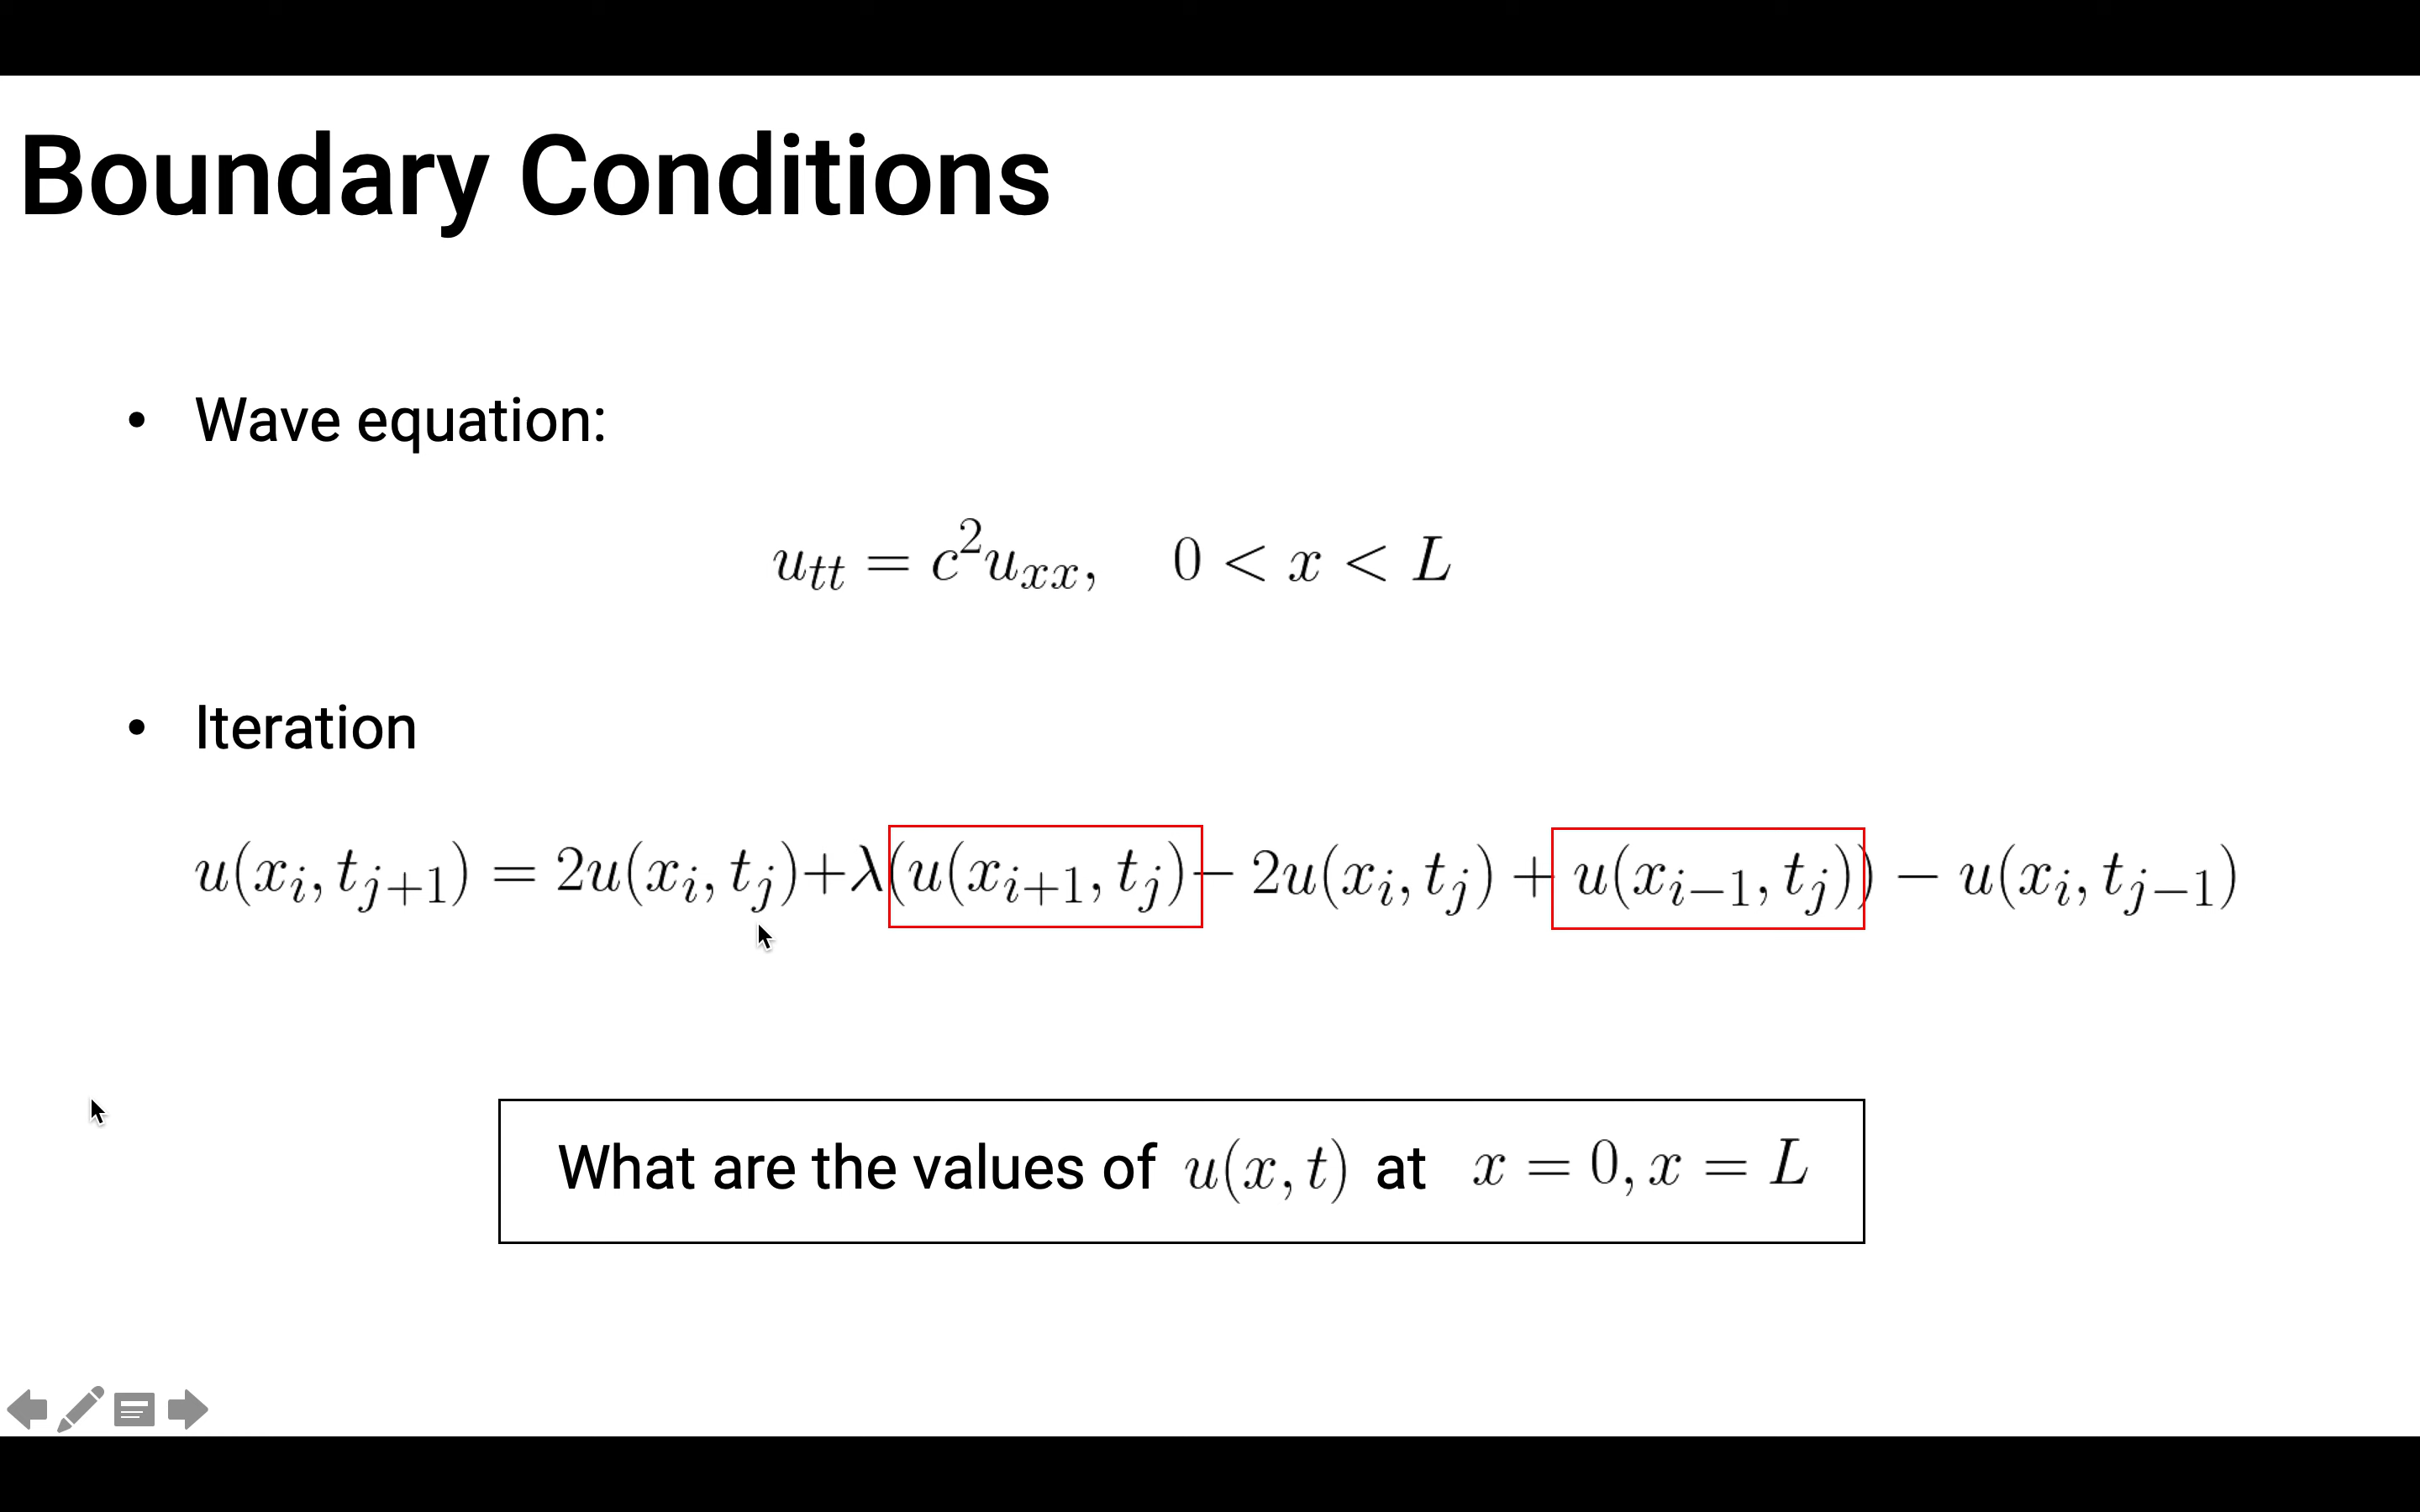 Boundary Conditions
• Wave equation:
u_{tt} = c^2 u_{xx},   0 < x < L
• Iteration
u(x_i, t_{j+1}) = 2u(x_i, t_j)+λ(u(x_{i+1}, t_j) − 2u(x_i, t_j) + u(x_{i−1}, t_j)) − u(x_i, t_{j−1})
What are the values of u(x, t) at x = 0, x = L